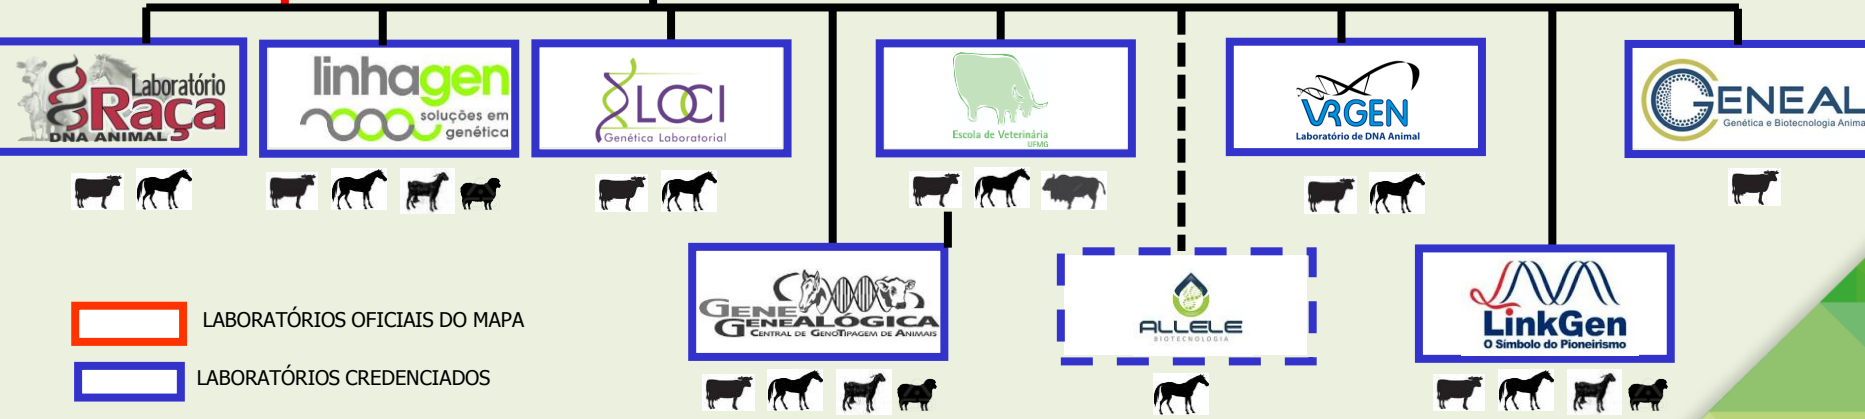 Laboratório
Raça
DNA ANIMAL
linhagen
soluções em
genética
LOCI
Genética Laboratorial
Escola de Veterinária
UFMG
VRGEN
Laboratório de DNA Animal
GENEAL
Genética e Biotecnologia Anima
GENE
GENEALÓGICA
CENTRAL DE GENOTIPAGEM DE ANIMAIS
ALLELE
BIOTECNOLOGIA
LinkGen
O Símbolo do Pioneirismo
LABORATÓRIOS OFICIAIS DO MAPA
LABORATÓRIOS CREDENCIADOS